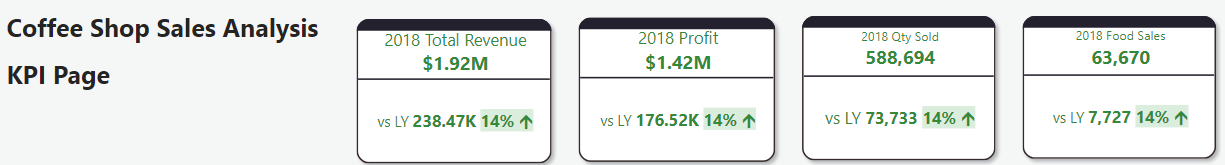 Coffee Shop Sales Analysis
KPI Page
2018 Total Revenue
$1.92M
vs LY 238.47K 14% ↑
2018 Profit
$1.42M
vs LY 176.52K 14% ↑
2018 Qty Sold
588,694
vs LY 73,733 14% ↑
2018 Food Sales
63,670
vs LY 7,727 14% ↑